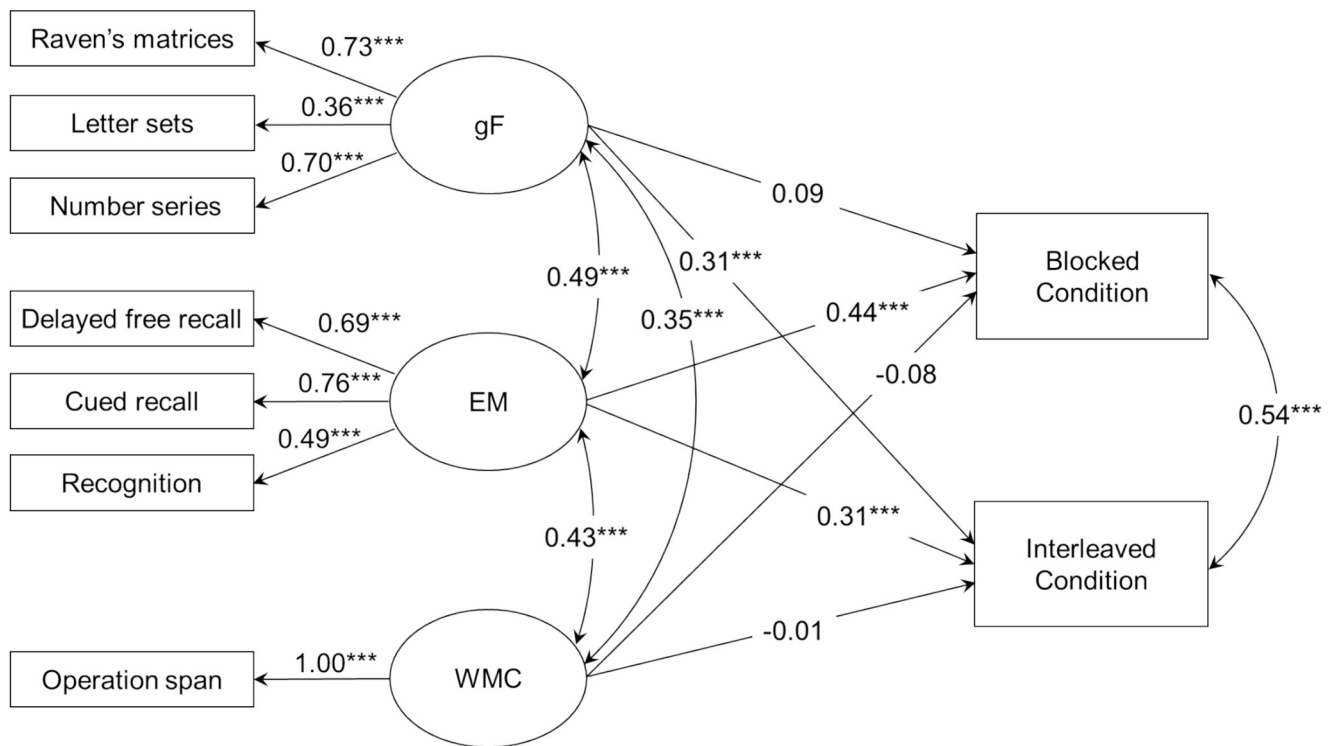 Raven’s matrices
0.73***
Letter sets
0.36***
gF
Number series
0.70***
0.09
Blocked
Condition
0.31***
0.49***
0.35***
0.44***
Delayed free recall
0.69***
-0.08
Cued recall
0.76***
EM
0.54***
Recognition
0.49***
0.31***
0.43***
Interleaved
Condition
-0.01
Operation span
1.00***
WMC